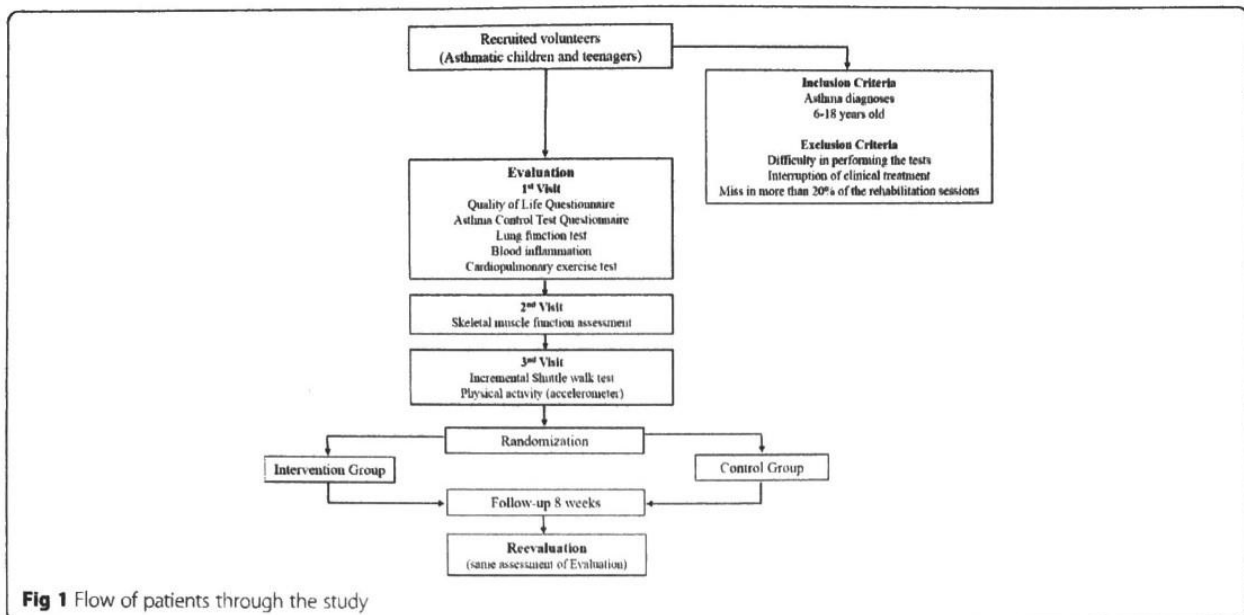 Recruited volunteers
(Asthmatic children and teenagers)
Inclusion Criteria
Asthma diagnoses
6-18 years old
Exclusion Criteria
Difficulty in performing the tests
Interruption of clinical treatment
Miss in more than 20% of the rehabilitation sessions
Evaluation
1st Visit
Quality of Life Questionnaire
Asthma Control Test Questionnaire
Lung function test
Blood inflammation
Cardiopulmonary exercise test
2nd Visit
Skeletal muscle function assessment
3rd Visit
Incremental Shuttle walk test
Physical activity (accelerometer)
Randomization
Intervention Group
Control Group
Follow-up 8 weeks
Reevaluation
(same assessment of Evaluation)
Fig 1 Flow of patients through the study